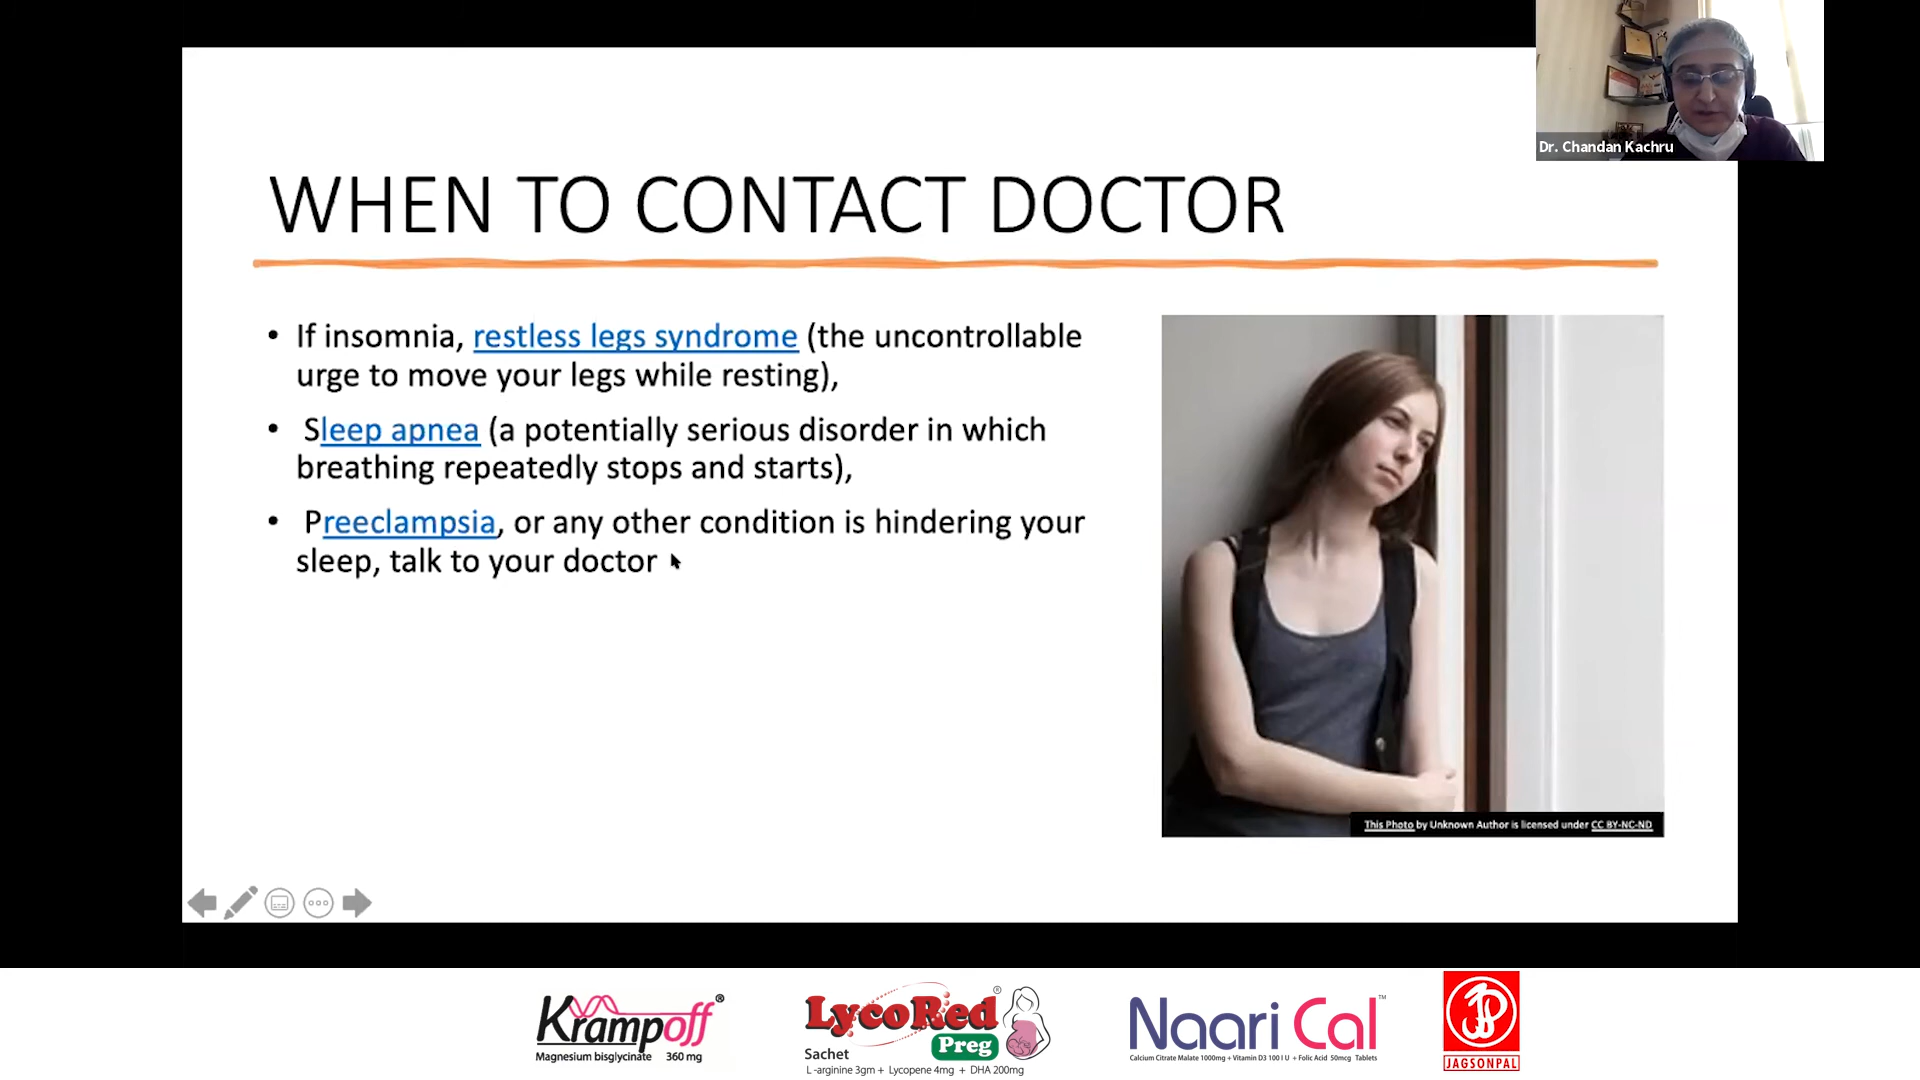 Dr. Chandan Kachru
WHEN TO CONTACT DOCTOR
• If insomnia, restless legs syndrome (the uncontrollable
urge to move your legs while resting),
• Sleep apnea (a potentially serious disorder in which
breathing repeatedly stops and starts),
• Preeclampsia, or any other condition is hindering your
sleep, talk to your doctor
This Photo by Unknown Author is licensed under CC BY-NC-ND
Krampoff®
Magnesium bisglycinate 360 mg
LycoRed®
Preg
Sachet
L-arginine 3gm + Lycopene 4mg + DHA 200mg
Naari Cal™
Calcium Citrate Malate 1000mg + Vitamin D3 100 I U + Folic Acid 50mcg Tablets
JAGSONPAL